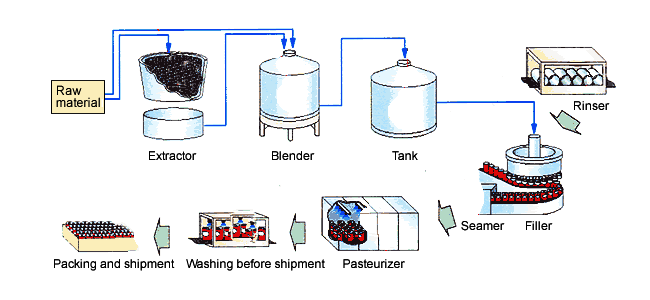 Raw
material
Extractor
Blender
Tank
Rinser
Seamer
Filler
Pasteurizer
Washing before shipment
Packing and shipment